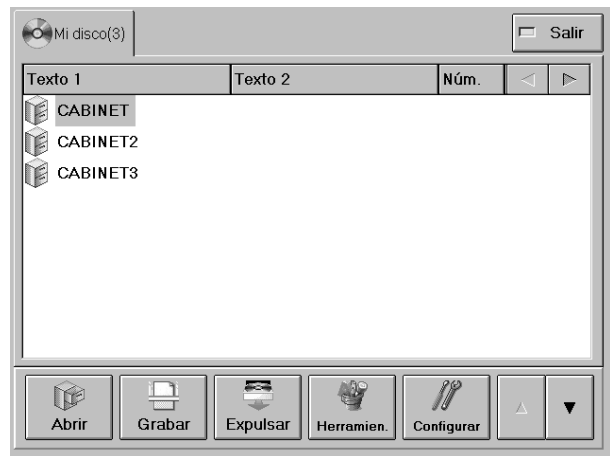 Mi disco(3)
Salir
Texto 1 Texto 2 Núm.
CABINET
CABINET2
CABINET3
Abrir Grabar Expulsar Herramien. Configurar